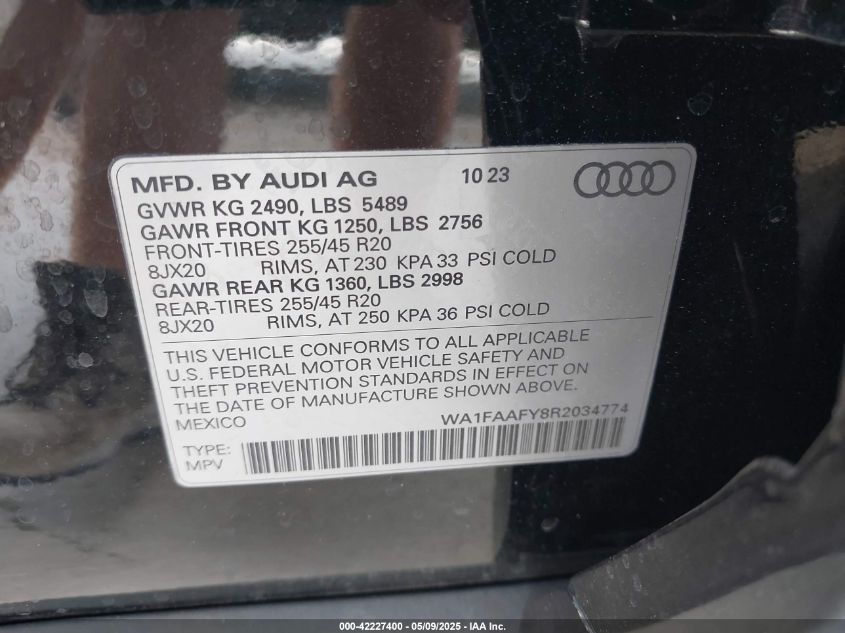 MFD. BY AUDI AG 10 23
GVWR KG 2490, LBS 5489
GAWR FRONT KG 1250, LBS 2756
FRONT-TIRES 255/45 R20
8JX20 RIMS, AT 230 KPA 33 PSI COLD
GAWR REAR KG 1360, LBS 2998
REAR-TIRES 255/45 R20
8JX20 RIMS, AT 250 KPA 36 PSI COLD
THIS VEHICLE CONFORMS TO ALL APPLICABLE
U.S. FEDERAL MOTOR VEHICLE SAFETY AND
THEFT PREVENTION STANDARDS IN EFFECT ON
THE DATE OF MANUFACTURE SHOWN ABOVE.
MEXICO WA1FAAFY8R2034774
TYPE:
MPV
000-42227400 - 05/09/2025 - IAA Inc.